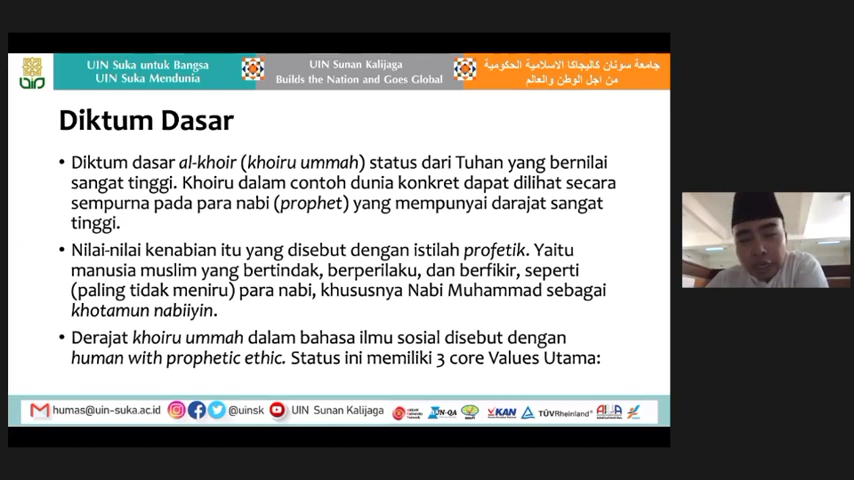 UIN Suka untuk Bangsa
UIN Suka Mendunia
UIN Sunan Kalijaga
Builds the Nation and Goes Global
جامعة سونان كاليجاكا الاسلامية الحكومية
من اجل الوطن والعالم
Diktum Dasar
• Diktum dasar al-khoir (khoiru ummah) status dari Tuhan yang bernilai
sangat tinggi. Khoiru dalam contoh dunia konkret dapat dilihat secara
sempurna pada para nabi (prophet) yang mempunyai darajat sangat
tinggi.
• Nilai-nilai kenabian itu yang disebut dengan istilah profetik. Yaitu
manusia muslim yang bertindak, berperilaku, dan berfikir, seperti
(paling tidak meniru) para nabi, khususnya Nabi Muhammad sebagai
khotamun nabiiyin.
• Derajat khoiru ummah dalam bahasa ilmu sosial disebut dengan
human with prophetic ethic. Status ini memiliki 3 core Values Utama:
humas@uin-suka.ac.id @uinsk UIN Sunan Kalijaga UN-QA KAN TÜVRheinland